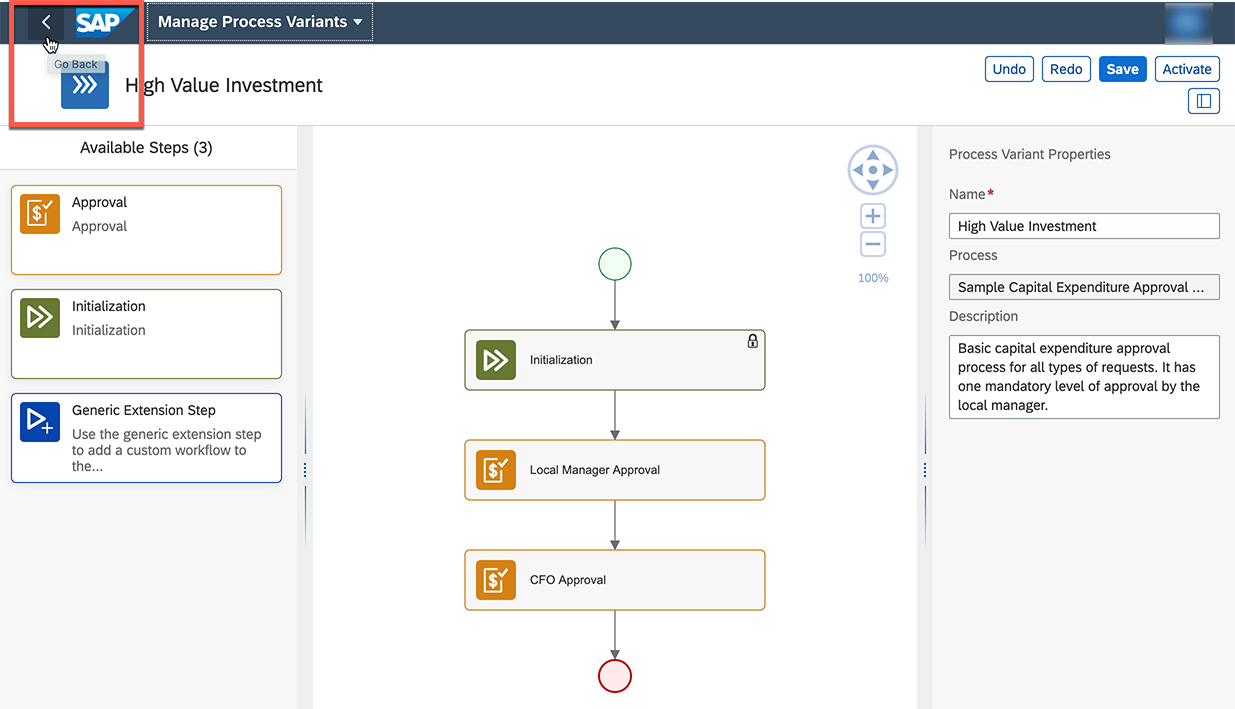 SAP
Manage Process Variants
Go Back
High Value Investment
Undo
Redo
Save
Activate
Available Steps (3)
Approval
Approval
Initialization
Initialization
Generic Extension Step
Use the generic extension step
to add a custom workflow to
the...
100%
Initialization
Local Manager Approval
CFO Approval
Process Variant Properties
Name*
High Value Investment
Process
Sample Capital Expenditure Approval ...
Description
Basic capital expenditure approval
process for all types of requests. It has
one mandatory level of approval by the
local manager.